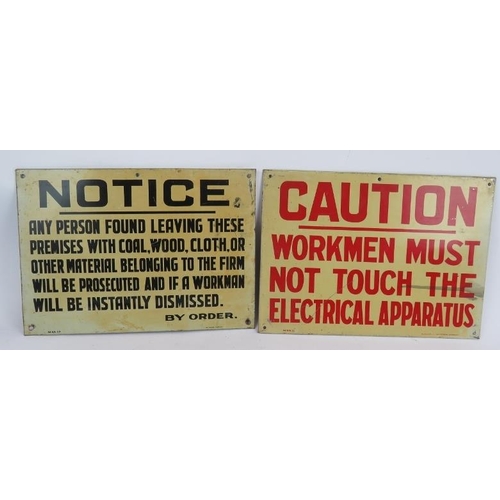 NOTICE
ANY PERSON FOUND LEAVING THESE
PREMISES WITH COAL, WOOD, CLOTH, OR
OTHER MATERIAL BELONGING TO THE FIRM
WILL BE PROSECUTED AND IF A WORKMAN
WILL BE INSTANTLY DISMISSED.
BY ORDER.
CAUTION
WORKMEN MUST
NOT TOUCH THE
ELECTRICAL APPARATUS